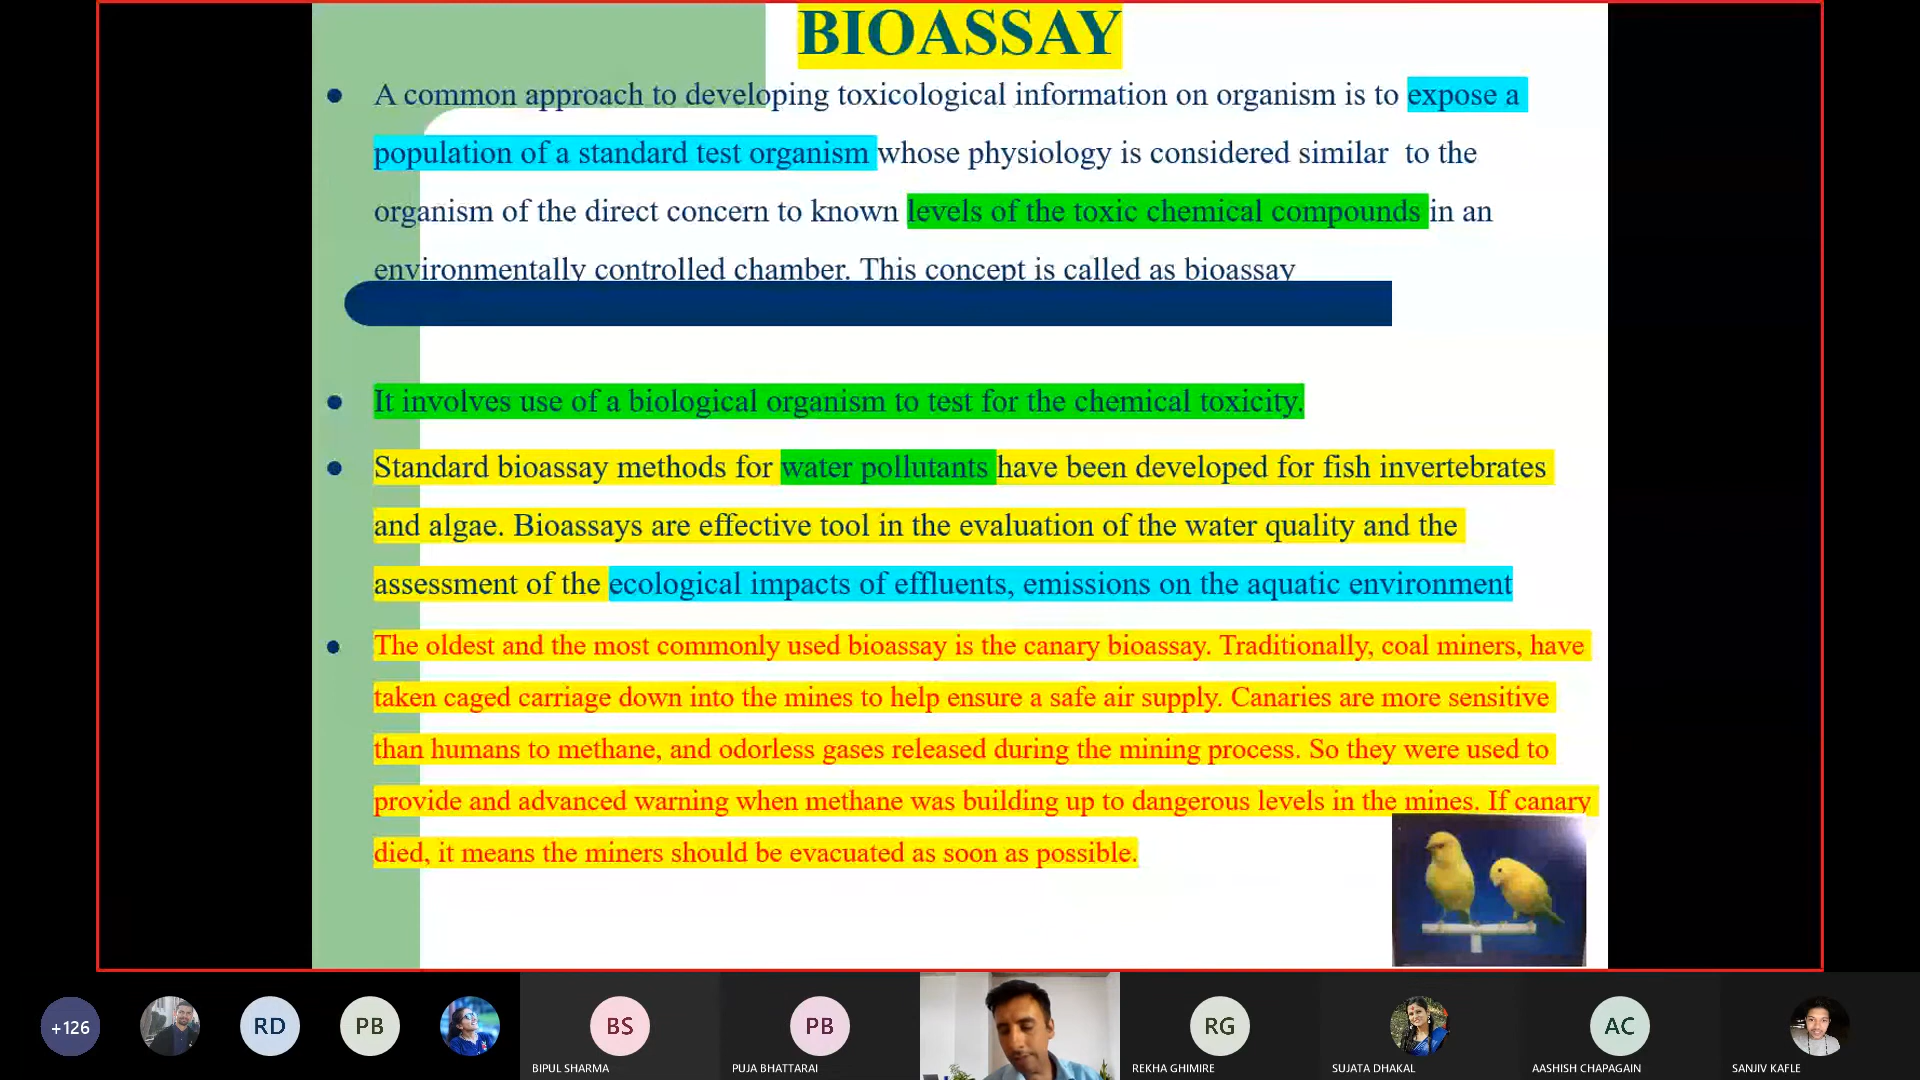 BIOASSAY
A common approach to developing toxicological information on organism is to expose a
population of a standard test organism whose physiology is considered similar to the
organism of the direct concern to known levels of the toxic chemical compounds in an
environmentally controlled chamber. This concept is called as bioassay
It involves use of a biological organism to test for the chemical toxicity.
Standard bioassay methods for water pollutants have been developed for fish invertebrates
and algae. Bioassays are effective tool in the evaluation of the water quality and the
assessment of the ecological impacts of effluents, emissions on the aquatic environment
The oldest and the most commonly used bioassay is the canary bioassay. Traditionally, coal miners, have
taken caged carriage down into the mines to help ensure a safe air supply. Canaries are more sensitive
than humans to methane, and odorless gases released during the mining process. So they were used to
provide and advanced warning when methane was building up to dangerous levels in the mines. If canary
died, it means the miners should be evacuated as soon as possible.
+126
RD
PB
BS
PB
RG
AC
BIPUL SHARMA
PUJA BHATTARAI
REKHA GHIMIRE
SUJATA DHAKAL
AASHISH CHAPAGAIN
SANJIV KAFLE